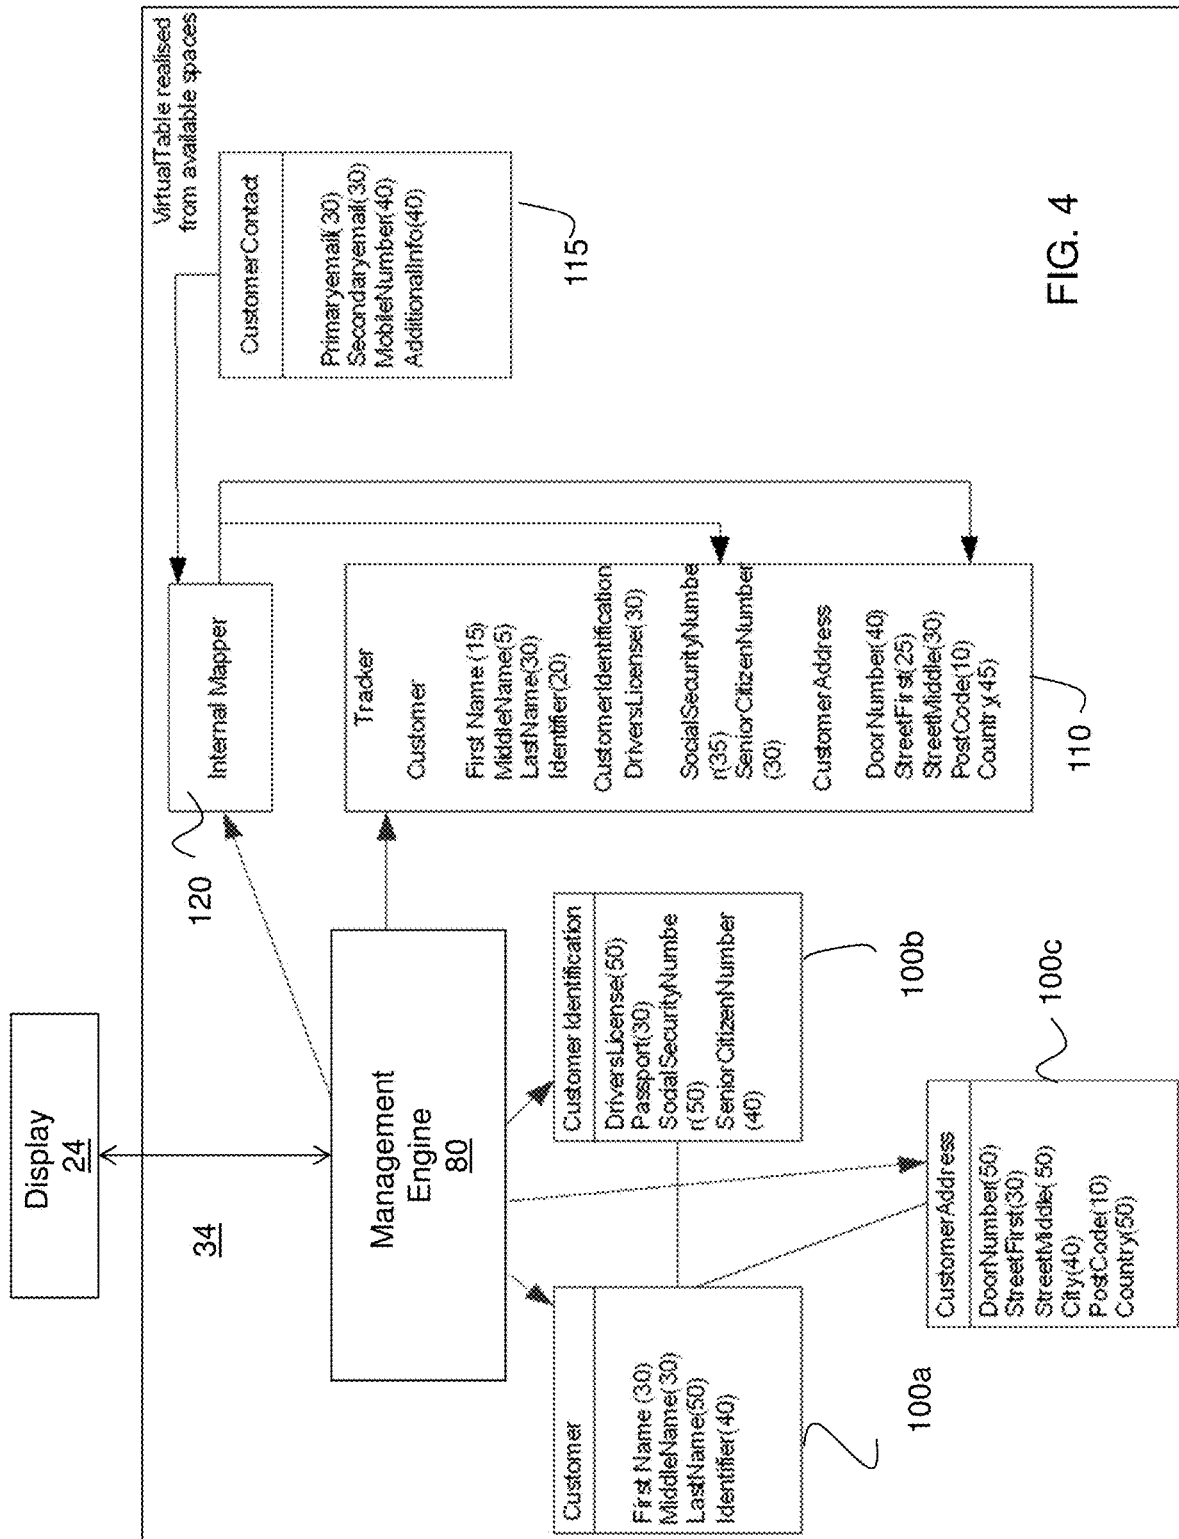 Display
24
34
Management
Engine
80
Customer
First Name (30)
MiddleName(30)
LastName(50)
Identifier(40)
100a
CustomerIdentification
DriversLicense(50)
Passport(30)
SocialSecurityNumbe
r(50)
SeniorCitizenNumber
(40)
100b
CustomerAddress
DoorNumber(50)
StreetFirst(30)
StreetMiddle(50)
City(40)
PostCode(10)
Country(50)
100c
120
Internal Mapper
Tracker
Customer
First Name (15)
MiddleName(5)
LastName(30)
Identifier(20)
CustomerIdentification
DriversLicense(30)
SocialSecurityNumbe
r(35)
SeniorCitizenNumber
(30)
CustomerAddress
DoorNumber(40)
StreetFirst(25)
StreetMiddle(30)
PostCode(10)
Country(45)
110
VirtualTable realised
from available spaces
CustomerContact
Primaryemail(30)
Secondaryemail(30)
MobileNumber(40)
AdditionalInfo(40)
115
FIG. 4